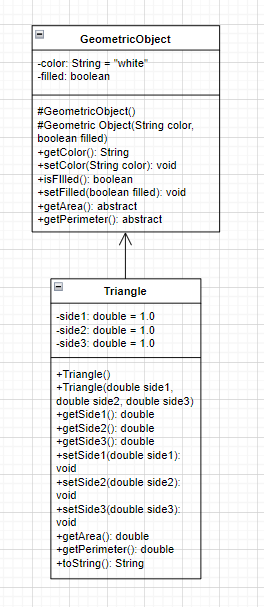 GeometricObject
-color: String = "white"
-filled: boolean
#GeometricObject()
#Geometric Object(String color,
boolean filled)
+getColor(): String
+setColor(String color): void
+isFIlled(): boolean
+setFilled(boolean filled): void
+getArea(): abstract
+getPerimeter(): abstract
Triangle
-side1: double = 1.0
-side2: double = 1.0
-side3: double = 1.0
+Triangle()
+Triangle(double side1,
double side2, double side3)
+getSide1(): double
+getSide2(): double
+getSide3(): double
+setSide1(double side1):
void
+setSide2(double side2):
void
+setSide3(double side3):
void
+getArea(): double
+getPerimeter(): double
+toString(): String